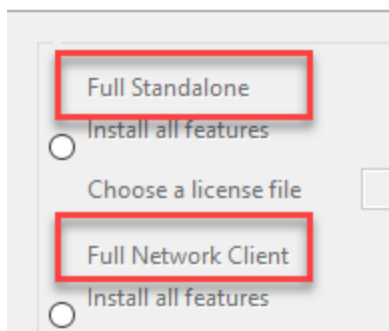 Full Standalone
Install all features
Choose a license file
Full Network Client
Install all features